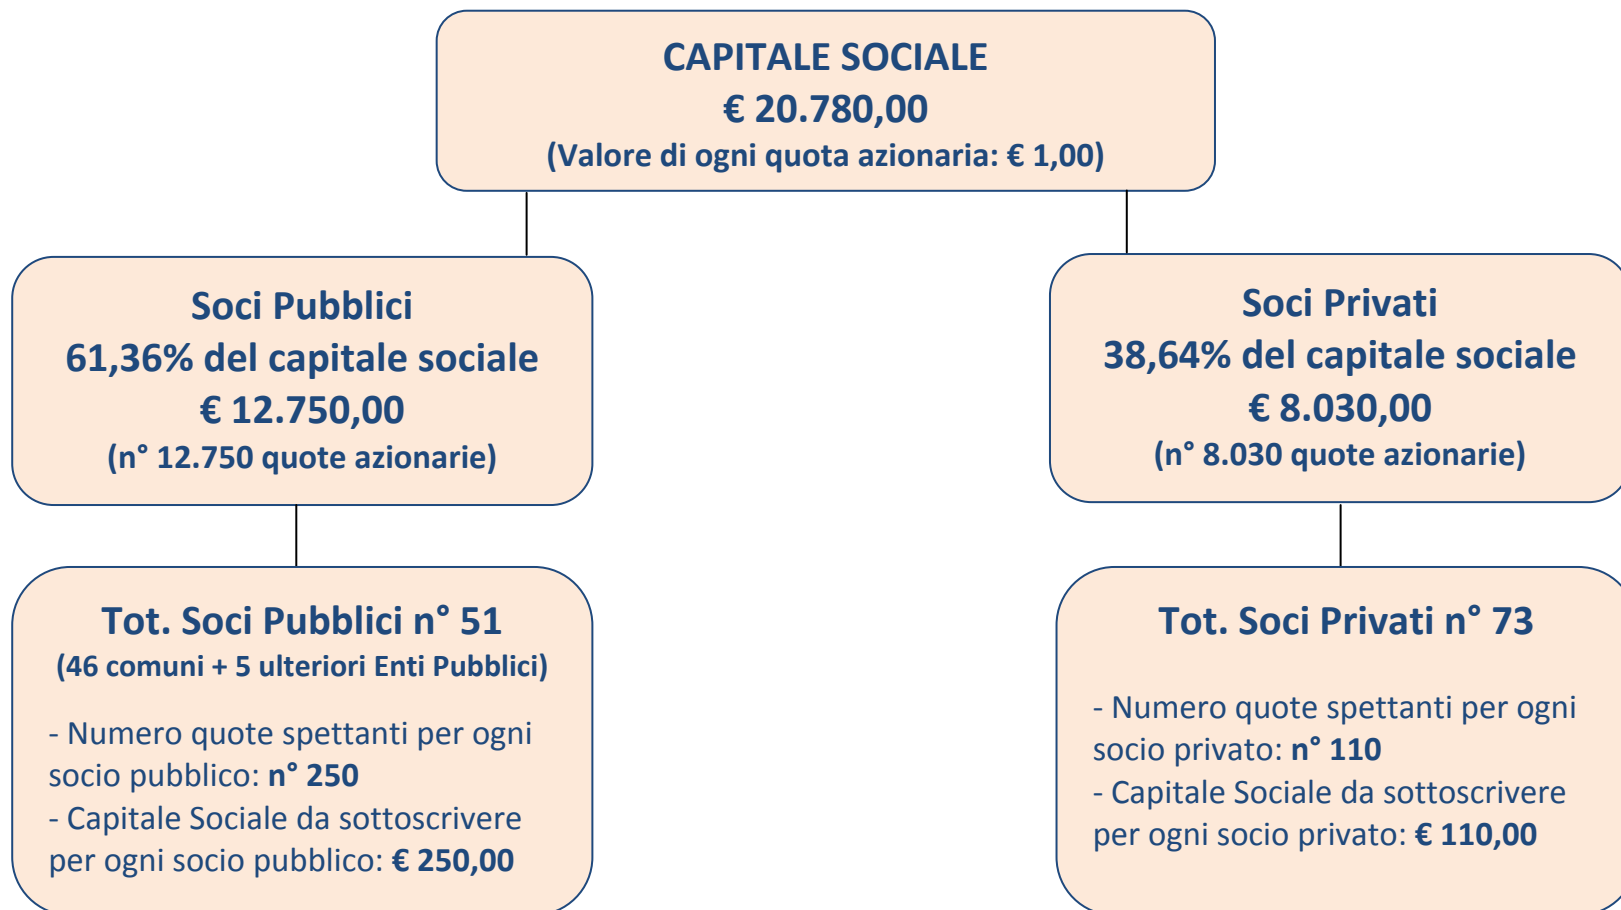 CAPITALE SOCIALE
€ 20.780,00
(Valore di ogni quota azionaria: € 1,00)
Soci Pubblici
61,36% del capitale sociale
€ 12.750,00
(n° 12.750 quote azionarie)
Soci Privati
38,64% del capitale sociale
€ 8.030,00
(n° 8.030 quote azionarie)
Tot. Soci Pubblici n° 51
(46 comuni + 5 ulteriori Enti Pubblici)
- Numero quote spettanti per ogni
socio pubblico: n° 250
- Capitale Sociale da sottoscrivere
per ogni socio pubblico: € 250,00
Tot. Soci Privati n° 73
- Numero quote spettanti per ogni
socio privato: n° 110
- Capitale Sociale da sottoscrivere
per ogni socio privato: € 110,00